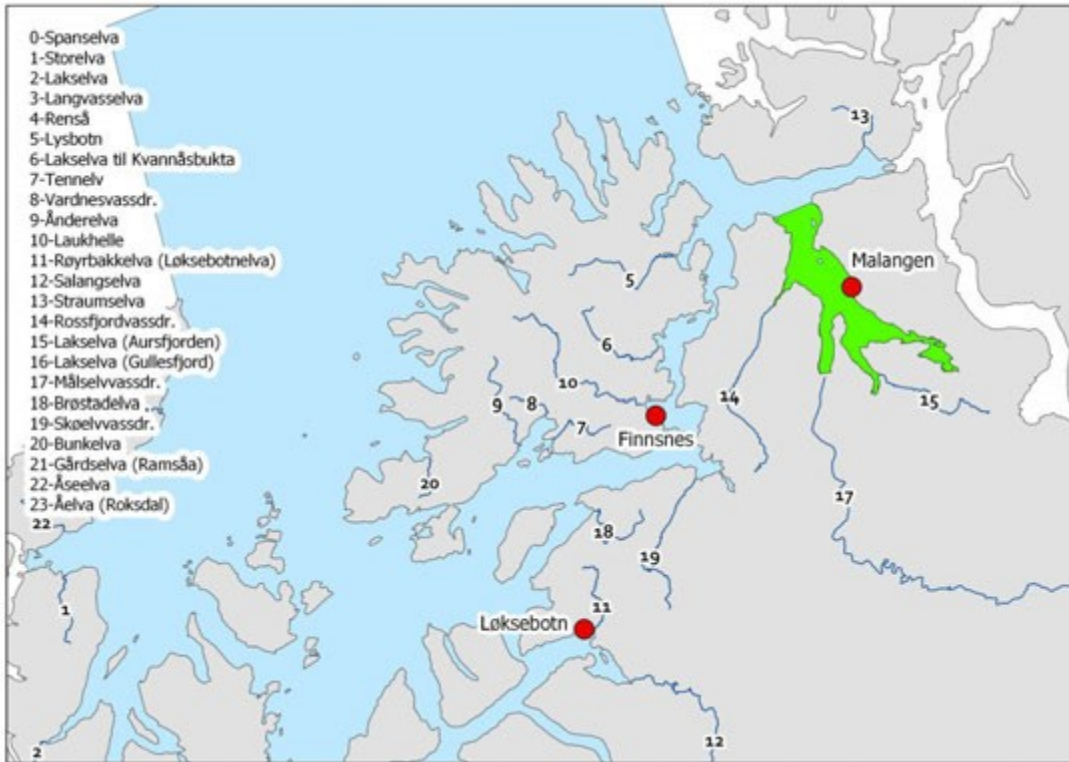 0-Spanselva
1-Storelva
2-Lakselva
3-Langvasselva
4-Renså
5-Lysbotn
6-Lakselva til Kvannåsbukta
7-Tennelv
8-Vardnesvassdr.
9-Ånderelva
10-Laukhelle
11-Røyrbakkelva (Løksebotnelva)
12-Salangselva
13-Straumselva
14-Rossfjordvassdr.
15-Lakselva (Aursfjorden)
16-Lakselva (Gullesfjord)
17-Målselvvassdr.
18-Brøstadelva
19-Skøelvvassdr.
20-Bunkelva
21-Gårdselva (Ramsåa)
22-Åseelva
23-Åelva (Roksdal)
13
Malangen
5
6
10
14
15
9
8
7
Finnsnes
20
17
22
18
19
1
11
Løksebotn
2
12